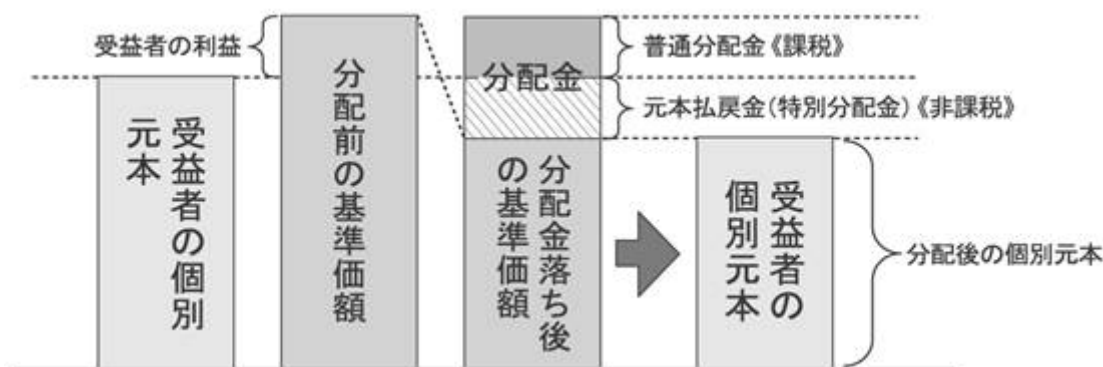 受益者の利益
受益者の個別
元本
分配前の基準価額
分配金
分配金落ち後
の基準価額
普通分配金《課税》
元本払戻金(特別分配金)《非課税》
受益者の
個別元本
分配後の個別元本